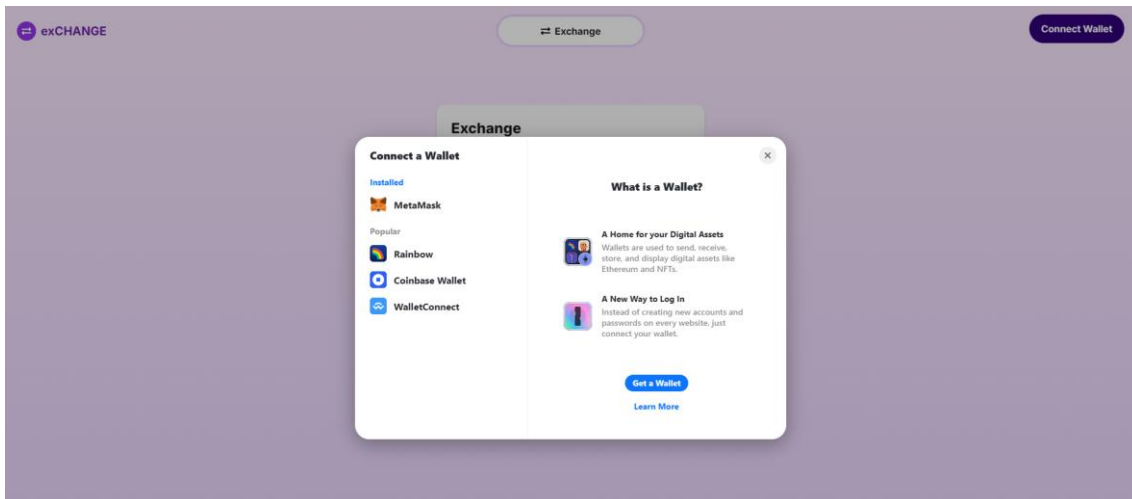 exCHANGE
Exchange
Connect Wallet
Exchange
Connect a Wallet
Installed
MetaMask
Popular
Rainbow
Coinbase Wallet
WalletConnect
What is a Wallet?
A Home for your Digital Assets
Wallets are used to send, receive,
store, and display digital assets like
Ethereum and NFTs.
A New Way to Log In
Instead of creating new accounts and
passwords on every website, just
connect your wallet.
Get a Wallet
Learn More